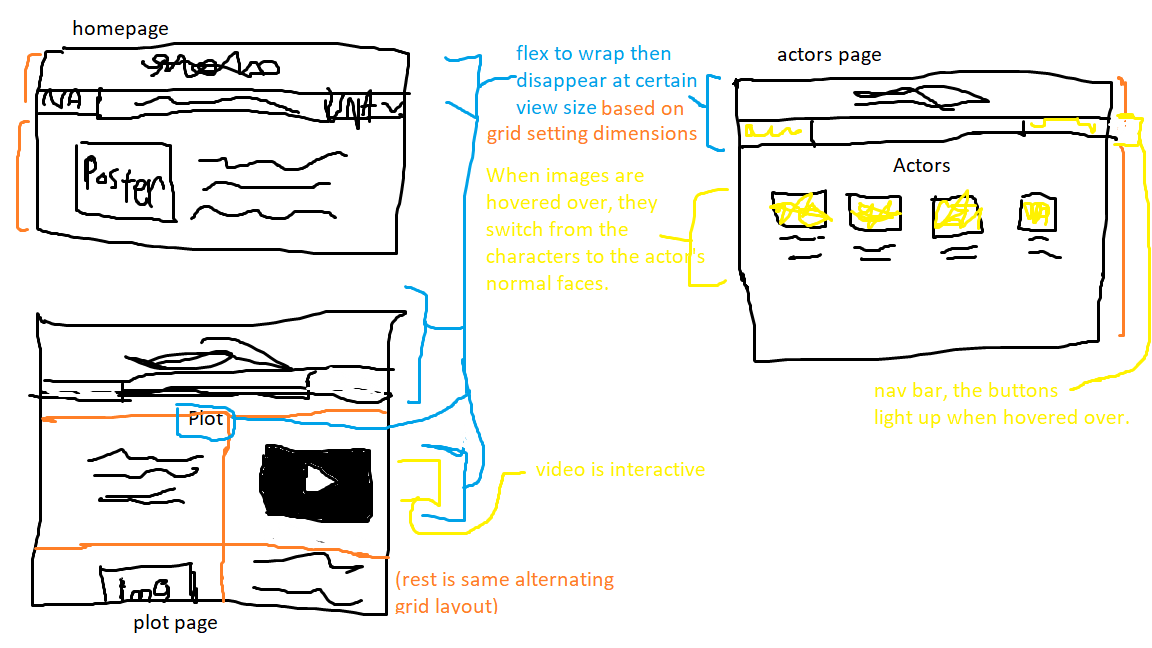 homepage
NA
NA
Poster
flex to wrap then
disappear at certain
view size based on
grid setting dimensions
When images are
hovered over, they
switch from the
characters to the actor's
normal faces.
actors page
Actors
nav bar, the buttons
light up when hovered over.
Plot
video is interactive
Img
(rest is same alternating
grid layout)
plot page